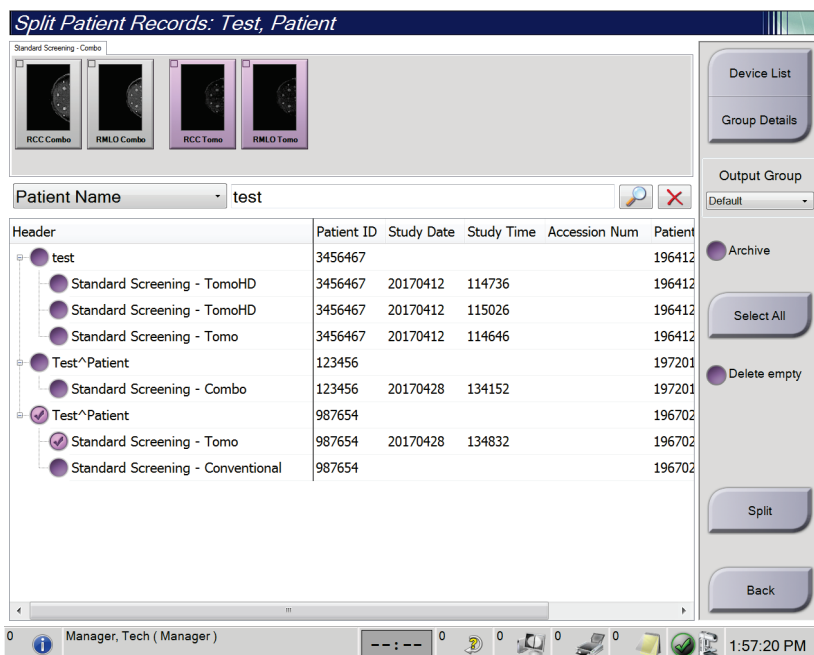 Split Patient Records: Test, Patient
Standard Screening - Combo
RCC Combo RMLO Combo RCC Tomo RMLO Tomo
Device List
Group Details
Output Group
Default
Archive
Select All
Delete empty
Split
Back
Patient Name test
Header Patient ID Study Date Study Time Accession Num Patient
test 3456467 196412
Standard Screening - TomoHD 3456467 20170412 114736 196412
Standard Screening - TomoHD 3456467 20170412 115026 196412
Standard Screening - Tomo 3456467 20170412 114646 196412
Test^Patient 123456 197201
Standard Screening - Combo 123456 20170428 134152 197201
Test^Patient 987654 196702
Standard Screening - Tomo 987654 20170428 134832 196702
Standard Screening - Conventional 987654 196702
0 Manager, Tech ( Manager ) --:-- 0 0 0 0 1:57:20 PM